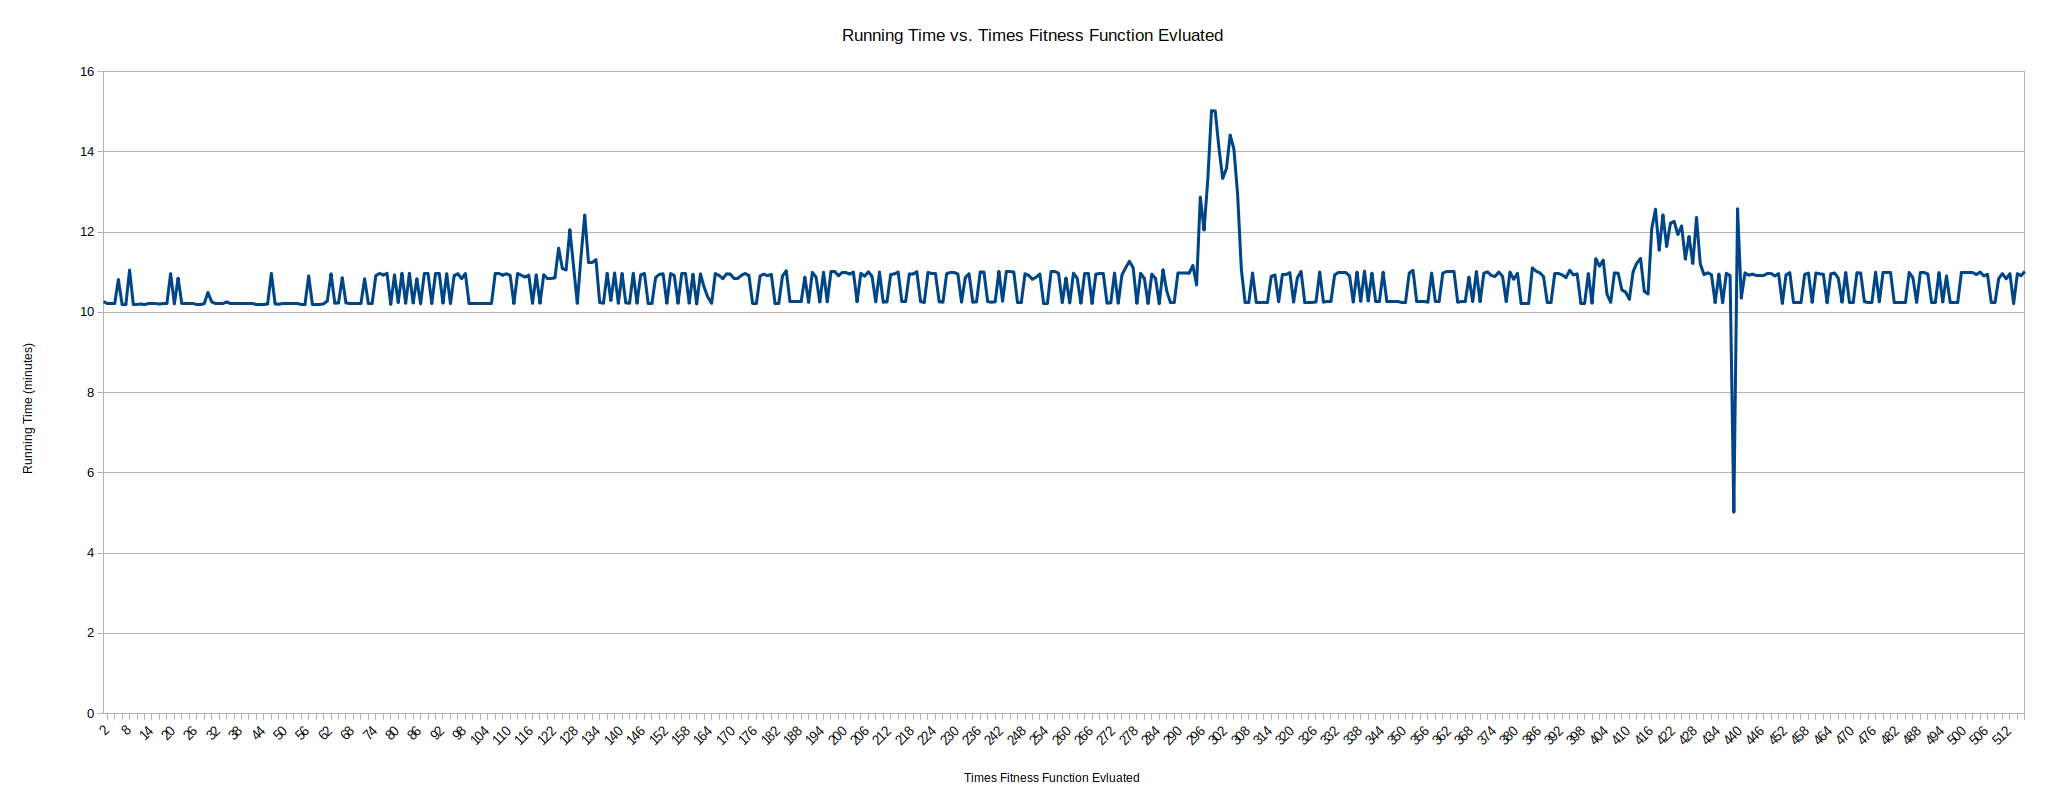 Running Time vs. Times Fitness Function Evluated
16
14
12
10
8
6
4
2
0
Running Time (minutes)
2 8 14 20 26 32 38 44 50 56 62 68 74 80 86 92 98 104 110 116 122 128 134 140 146 152 158 164 170 176 182 188 194 200 206 212 218 224 230 236 242 248 254 260 266 272 278 284 290 296 302 308 314 320 326 332 338 344 350 356 362 368 374 380 386 392 398 404 410 416 422 428 434 440 446 452 458 464 470 476 482 488 494 500 506 512
Times Fitness Function Evluated